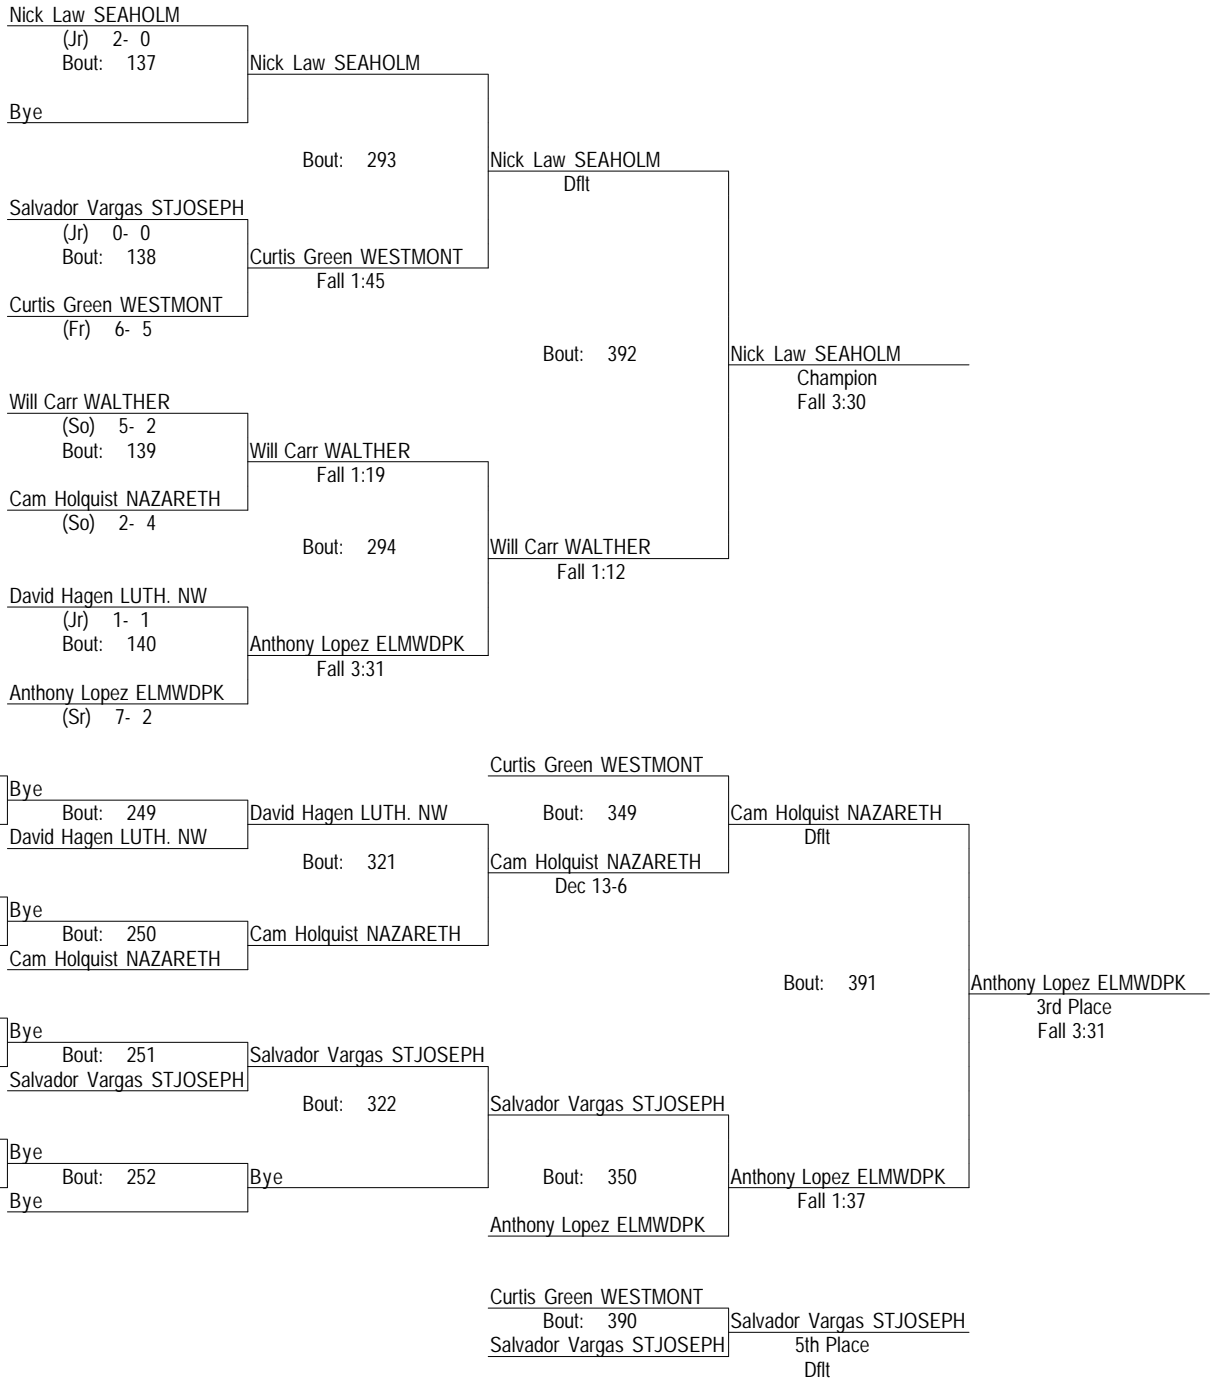 Nick Law SEAHOLM
(Jr) 2- 0
Bout: 137
Nick Law SEAHOLM
Bye
Bout: 293
Nick Law SEAHOLM
Dflt
Salvador Vargas STJOSEPH
(Jr) 0- 0
Bout: 138
Curtis Green WESTMONT
Fall 1:45
Curtis Green WESTMONT
(Fr) 6- 5
Bout: 392
Nick Law SEAHOLM
Champion
Fall 3:30
Will Carr WALTHER
(So) 5- 2
Bout: 139
Will Carr WALTHER
Fall 1:19
Cam Holquist NAZARETH
(So) 2- 4
Bout: 294
Will Carr WALTHER
Fall 1:12
David Hagen LUTH. NW
(Jr) 1- 1
Bout: 140
Anthony Lopez ELMWDPK
Fall 3:31
Anthony Lopez ELMWDPK
(Sr) 7- 2
Curtis Green WESTMONT
Bye
Bout: 249
David Hagen LUTH. NW
Bout: 349
Cam Holquist NAZARETH
Dflt
David Hagen LUTH. NW
Bout: 321
Cam Holquist NAZARETH
Dec 13-6
Bye
Bout: 250
Cam Holquist NAZARETH
Cam Holquist NAZARETH
Bout: 391
Anthony Lopez ELMWDPK
3rd Place
Fall 3:31
Bye
Bout: 251
Salvador Vargas STJOSEPH
Salvador Vargas STJOSEPH
Bout: 322
Salvador Vargas STJOSEPH
Bye
Bout: 252
Bye
Bout: 350
Anthony Lopez ELMWDPK
Fall 1:37
Bye
Anthony Lopez ELMWDPK
Curtis Green WESTMONT
Bout: 390
Salvador Vargas STJOSEPH
Salvador Vargas STJOSEPH
5th Place
Dflt